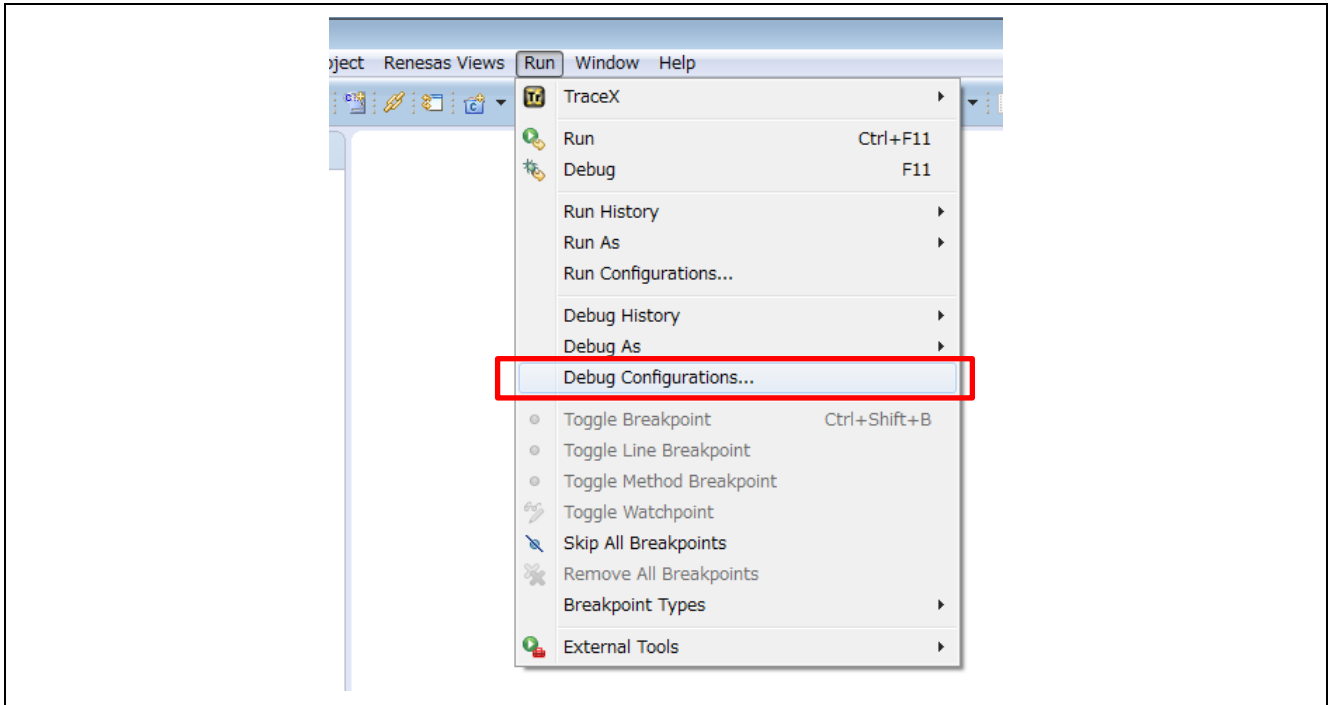 oject Renesas Views Run Window Help
TraceX
Run Ctrl+F11
Debug F11
Run History
Run As
Run Configurations...
Debug History
Debug As
Debug Configurations...
Toggle Breakpoint Ctrl+Shift+B
Toggle Line Breakpoint
Toggle Method Breakpoint
Toggle Watchpoint
Skip All Breakpoints
Remove All Breakpoints
Breakpoint Types
External Tools